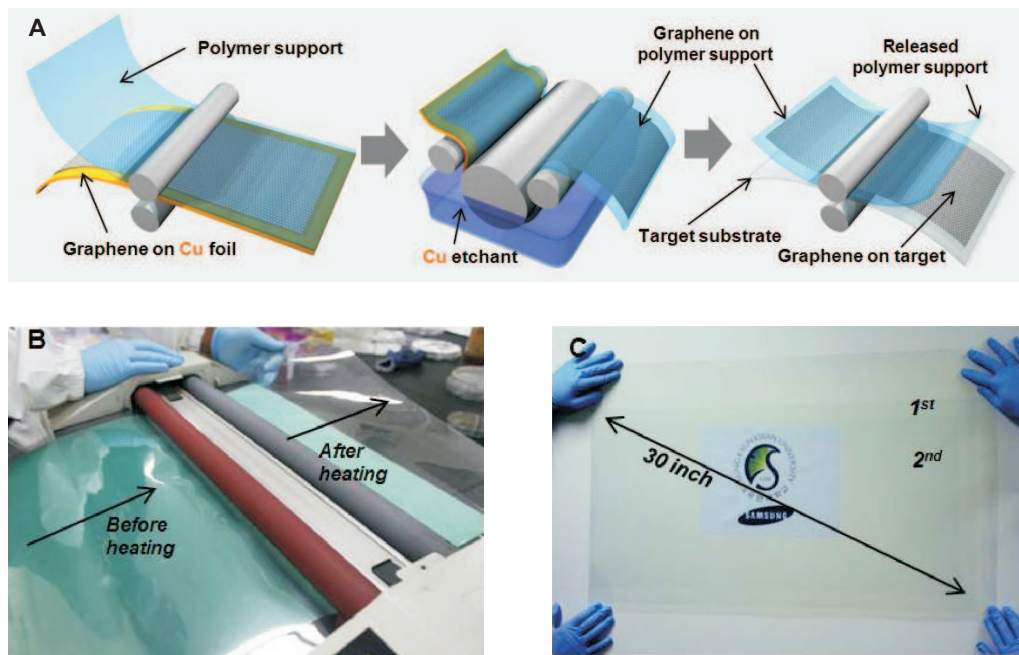 A
Polymer support
Graphene on Cu foil
Cu etchant
Graphene on
polymer support
Released
polymer support
Target substrate
Graphene on target
B
Before
heating
After
heating
C
1st
2nd
30 inch
UNIVERSITY
SAMSUNG